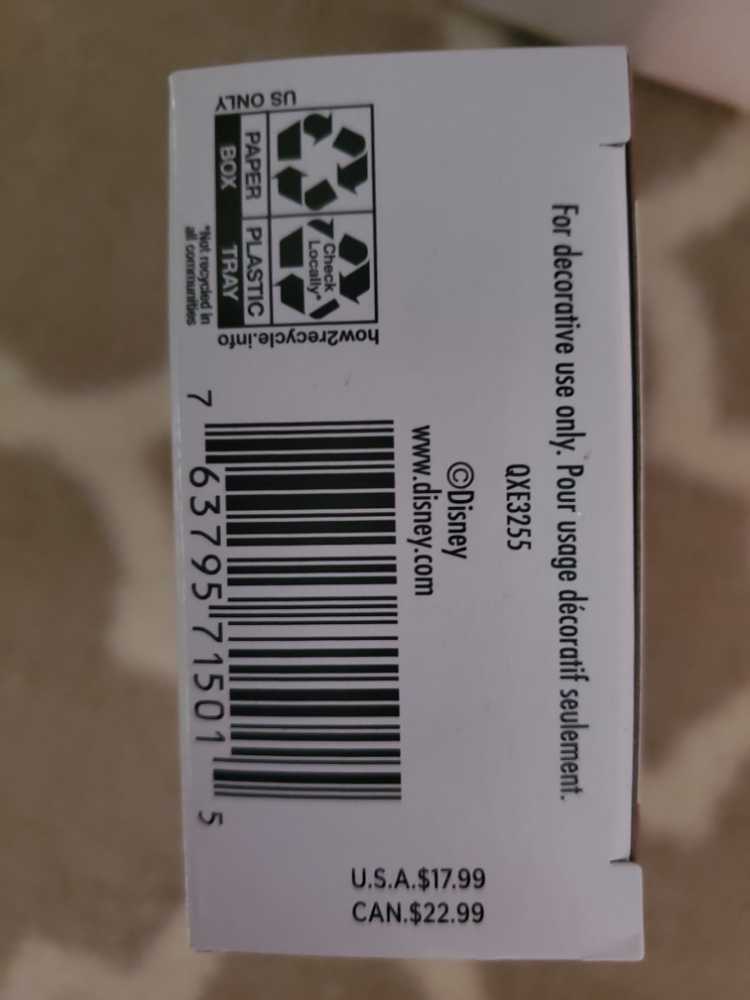 For decorative use only. Pour usage décoratif seulement.
QXE3255
©Disney
www.disney.com
how2recycle.info
Check
Locally*
PAPER
PLASTIC
BOX
TRAY
US ONLY
*Not recycled in
all communities
7 63795 71501 5
U.S.A.$17.99
CAN.$22.99